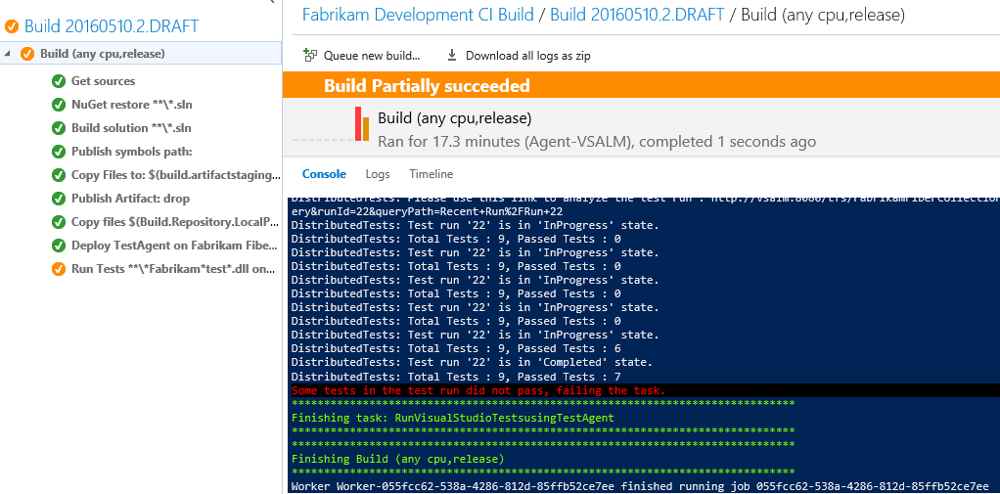 Build 20160510.2.DRAFT
Build (any cpu,release)
Get sources
NuGet restore **\*.sln
Build solution **\*.sln
Publish symbols path:
Copy Files to: $(build.artifactstaging...
Publish Artifact: drop
Copy files $(Build.Repository.LocalP...
Deploy TestAgent on Fabrikam Fibe...
Run Tests **\*Fabrikam*test*.dll on...
Fabrikam Development CI Build / Build 20160510.2.DRAFT / Build (any cpu,release)
Queue new build... Download all logs as zip
Build Partially succeeded
Build (any cpu,release)
Ran for 17.3 minutes (Agent-VSALM), completed 1 seconds ago
Console Logs Timeline
DistributedTests: Please use this link to analyze the test run : http://vsalm:8080/tfs/FabrikamFiberCollection
ery&runId=22&queryPath=Recent+Run%2FRun+22
DistributedTests: Test run '22' is in 'InProgress' state.
DistributedTests: Total Tests : 9, Passed Tests : 0
DistributedTests: Test run '22' is in 'InProgress' state.
DistributedTests: Total Tests : 9, Passed Tests : 0
DistributedTests: Test run '22' is in 'InProgress' state.
DistributedTests: Total Tests : 9, Passed Tests : 0
DistributedTests: Test run '22' is in 'InProgress' state.
DistributedTests: Total Tests : 9, Passed Tests : 0
DistributedTests: Test run '22' is in 'InProgress' state.
DistributedTests: Total Tests : 9, Passed Tests : 6
DistributedTests: Test run '22' is in 'Completed' state.
DistributedTests: Total Tests : 9, Passed Tests : 7
Some tests in the test run did not pass, failing the task.
******************************************************************************
Finishing task: RunVisualStudioTestsusingTestAgent
******************************************************************************
******************************************************************************
Finishing Build (any cpu,release)
******************************************************************************
Worker Worker-055fcc62-538a-4286-812d-85ffb52ce7ee finished running job 055fcc62-538a-4286-812d-85ffb52ce7ee